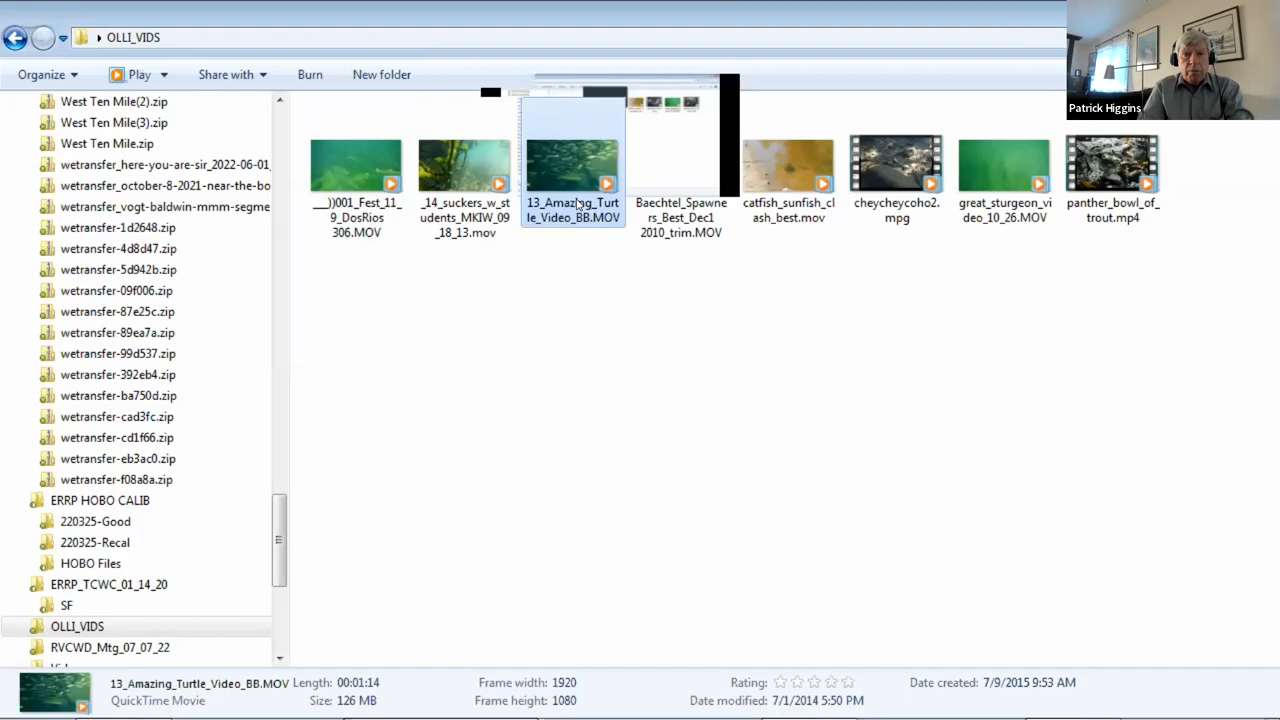 OLLI_VIDS
Organize
Play
Share with
Burn
New folder
Patrick Higgins
West Ten Mile(2).zip
West Ten Mile(3).zip
West Ten Mile.zip
wetransfer_here-you-are-sir_2022-06-01
wetransfer_october-8-2021-near-the-bo
wetransfer_vogt-baldwin-mmm-segme
wetransfer-1d2648.zip
wetransfer-4d8d47.zip
wetransfer-5d942b.zip
wetransfer-09f006.zip
wetransfer-87e25c.zip
wetransfer-89ea7a.zip
wetransfer-99d537.zip
wetransfer-392eb4.zip
wetransfer-ba750d.zip
wetransfer-cad3fc.zip
wetransfer-cd1f66.zip
wetransfer-eb3ac0.zip
wetransfer-f08a8a.zip
ERRP HOBO CALIB
220325-Good
220325-Recal
HOBO Files
ERRP_TCWC_01_14_20
SF
OLLI_VIDS
RVCWD_Mtg_07_07_22
___))001_Fest_11_
9_DosRios
306.MOV
_14_suckers_w_st
udents_MKIW_09
_18_13.mov
13_Amazing_Turt
le_Video_BB.MOV
Baechtel_Spawne
rs_Best_Dec1
2010_trim.MOV
catfish_sunfish_cl
ash_best.mov
cheycheycoho2.
mpg
great_sturgeon_vi
deo_10_26.MOV
panther_bowl_of_
trout.mp4
13_Amazing_Turtle_Video_BB.MOV Length: 00:01:14 Frame width: 1920 Rating: Date created: 7/9/2015 9:53 AM
QuickTime Movie Size: 126 MB Frame height: 1080 Date modified: 7/1/2014 5:50 PM